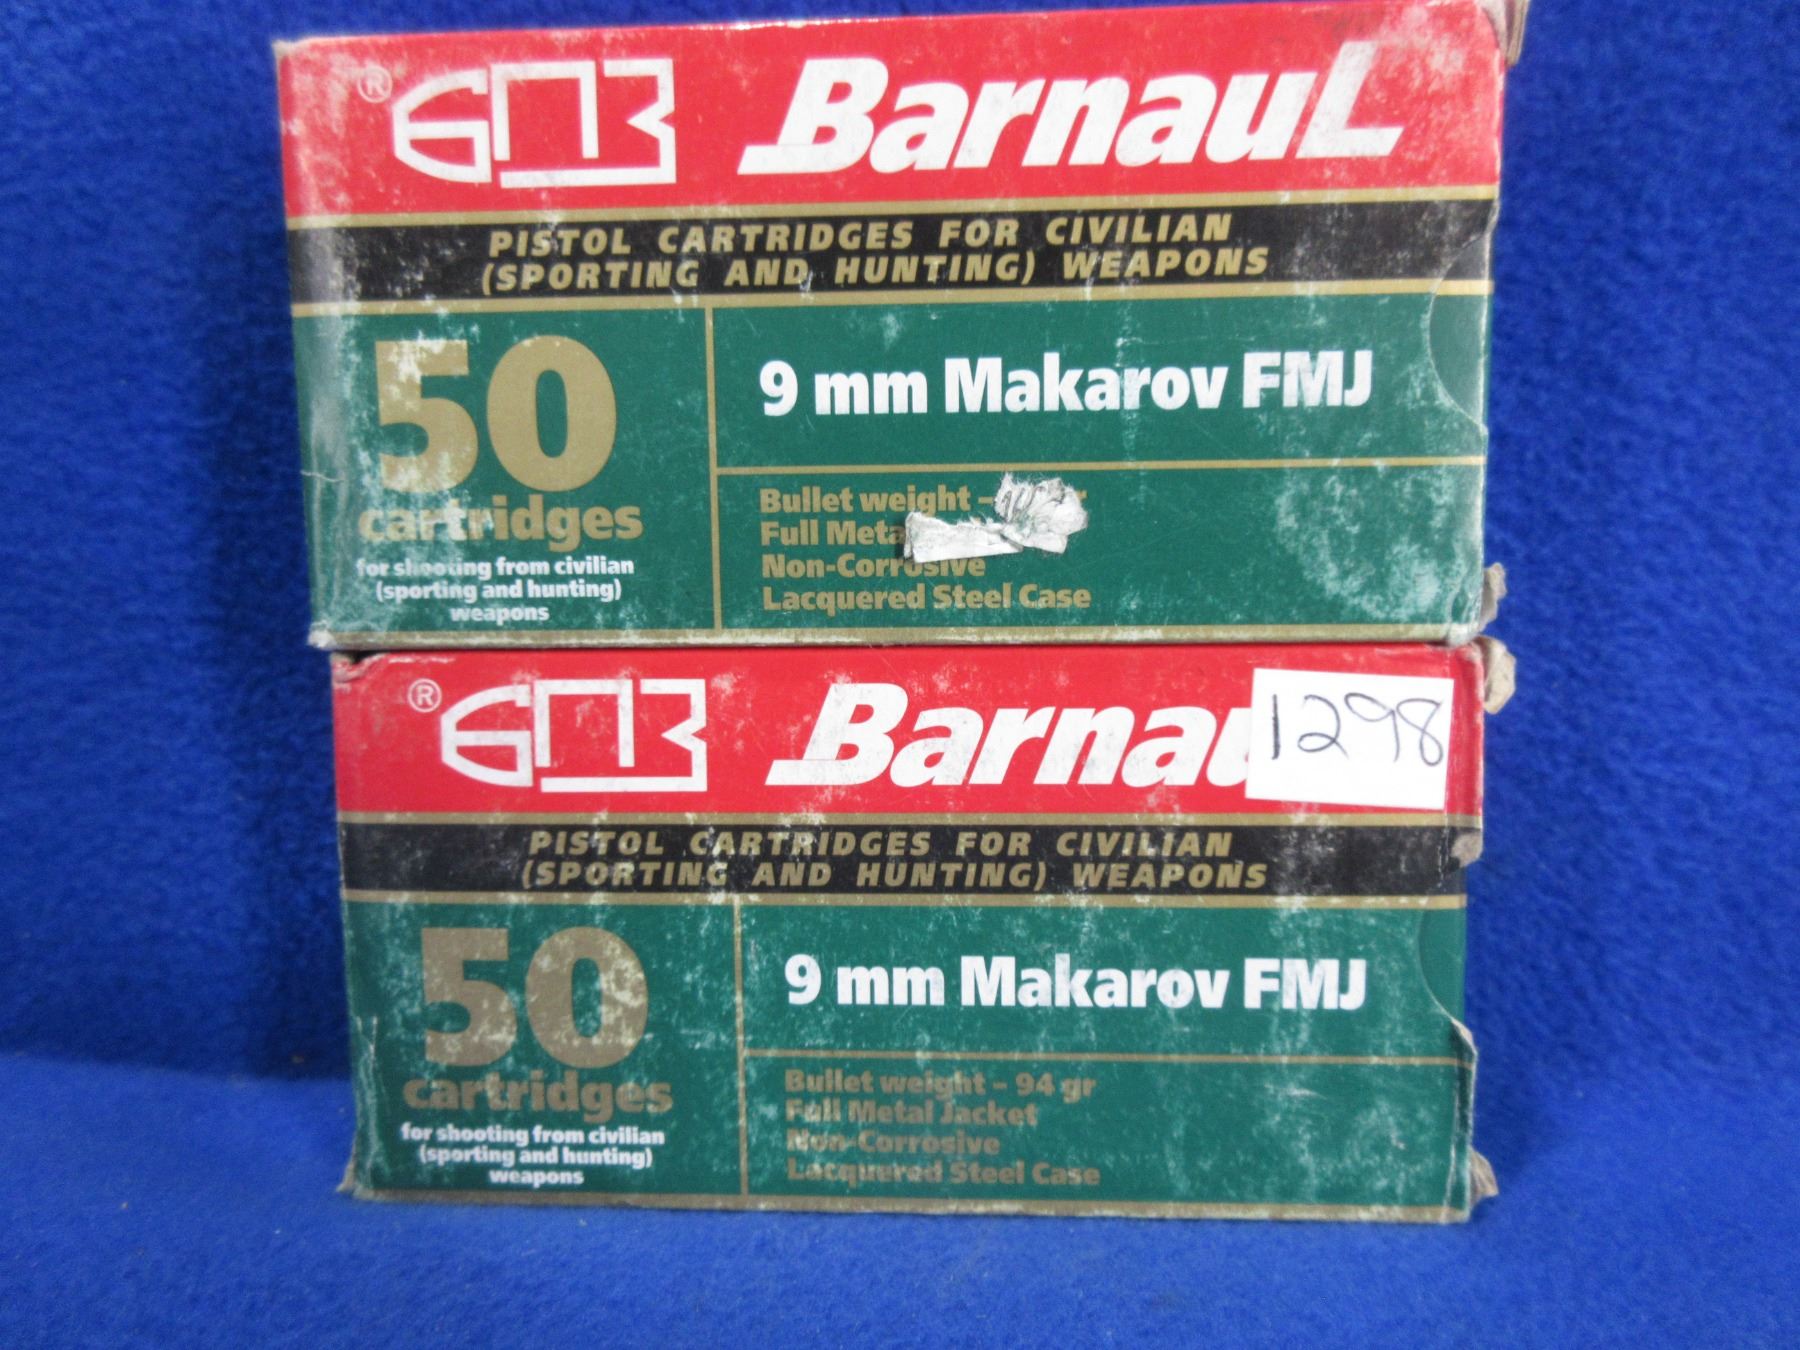 ® БПЗ Barnaul
PISTOL CARTRIDGES FOR CIVILIAN
(SPORTING AND HUNTING) WEAPONS
50
cartridges
for shooting from civilian
(sporting and hunting)
weapons
9 mm Makarov FMJ
Bullet weight –
Full Meta
Non-Corrosive
Lacquered Steel Case
® БПЗ Barnau
1298
PISTOL CARTRIDGES FOR CIVILIAN
(SPORTING AND HUNTING) WEAPONS
50
cartridges
for shooting from civilian
(sporting and hunting)
weapons
9 mm Makarov FMJ
Bullet weight – 94 gr
Full Metal Jacket
Non-Corrosive
Lacquered Steel Case